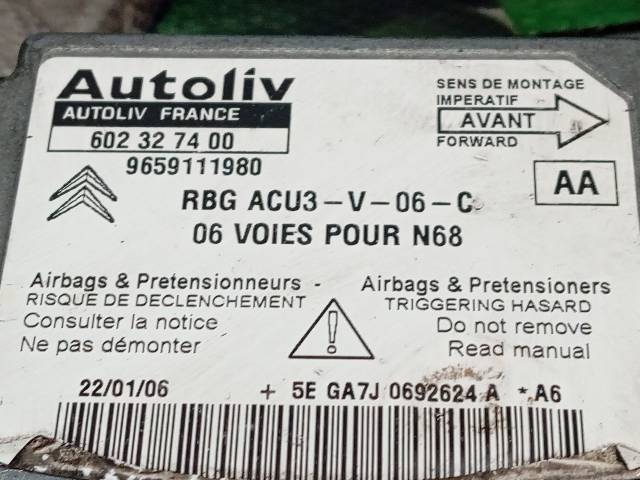 Autoliv
AUTOLIV FRANCE
602 32 74 00
9659111980
SENS DE MONTAGE
IMPERATIF
AVANT
FORWARD
AA
RBG ACU3-V-06-C
06 VOIES POUR N68
Airbags & Pretensionneurs -
RISQUE DE DECLENCHEMENT
Consulter la notice
Ne pas démonter
Airbags & Pretensioners
TRIGGERING HASARD
Do not remove
Read manual
22/01/06 + 5E GA7J 0692624 A *A6